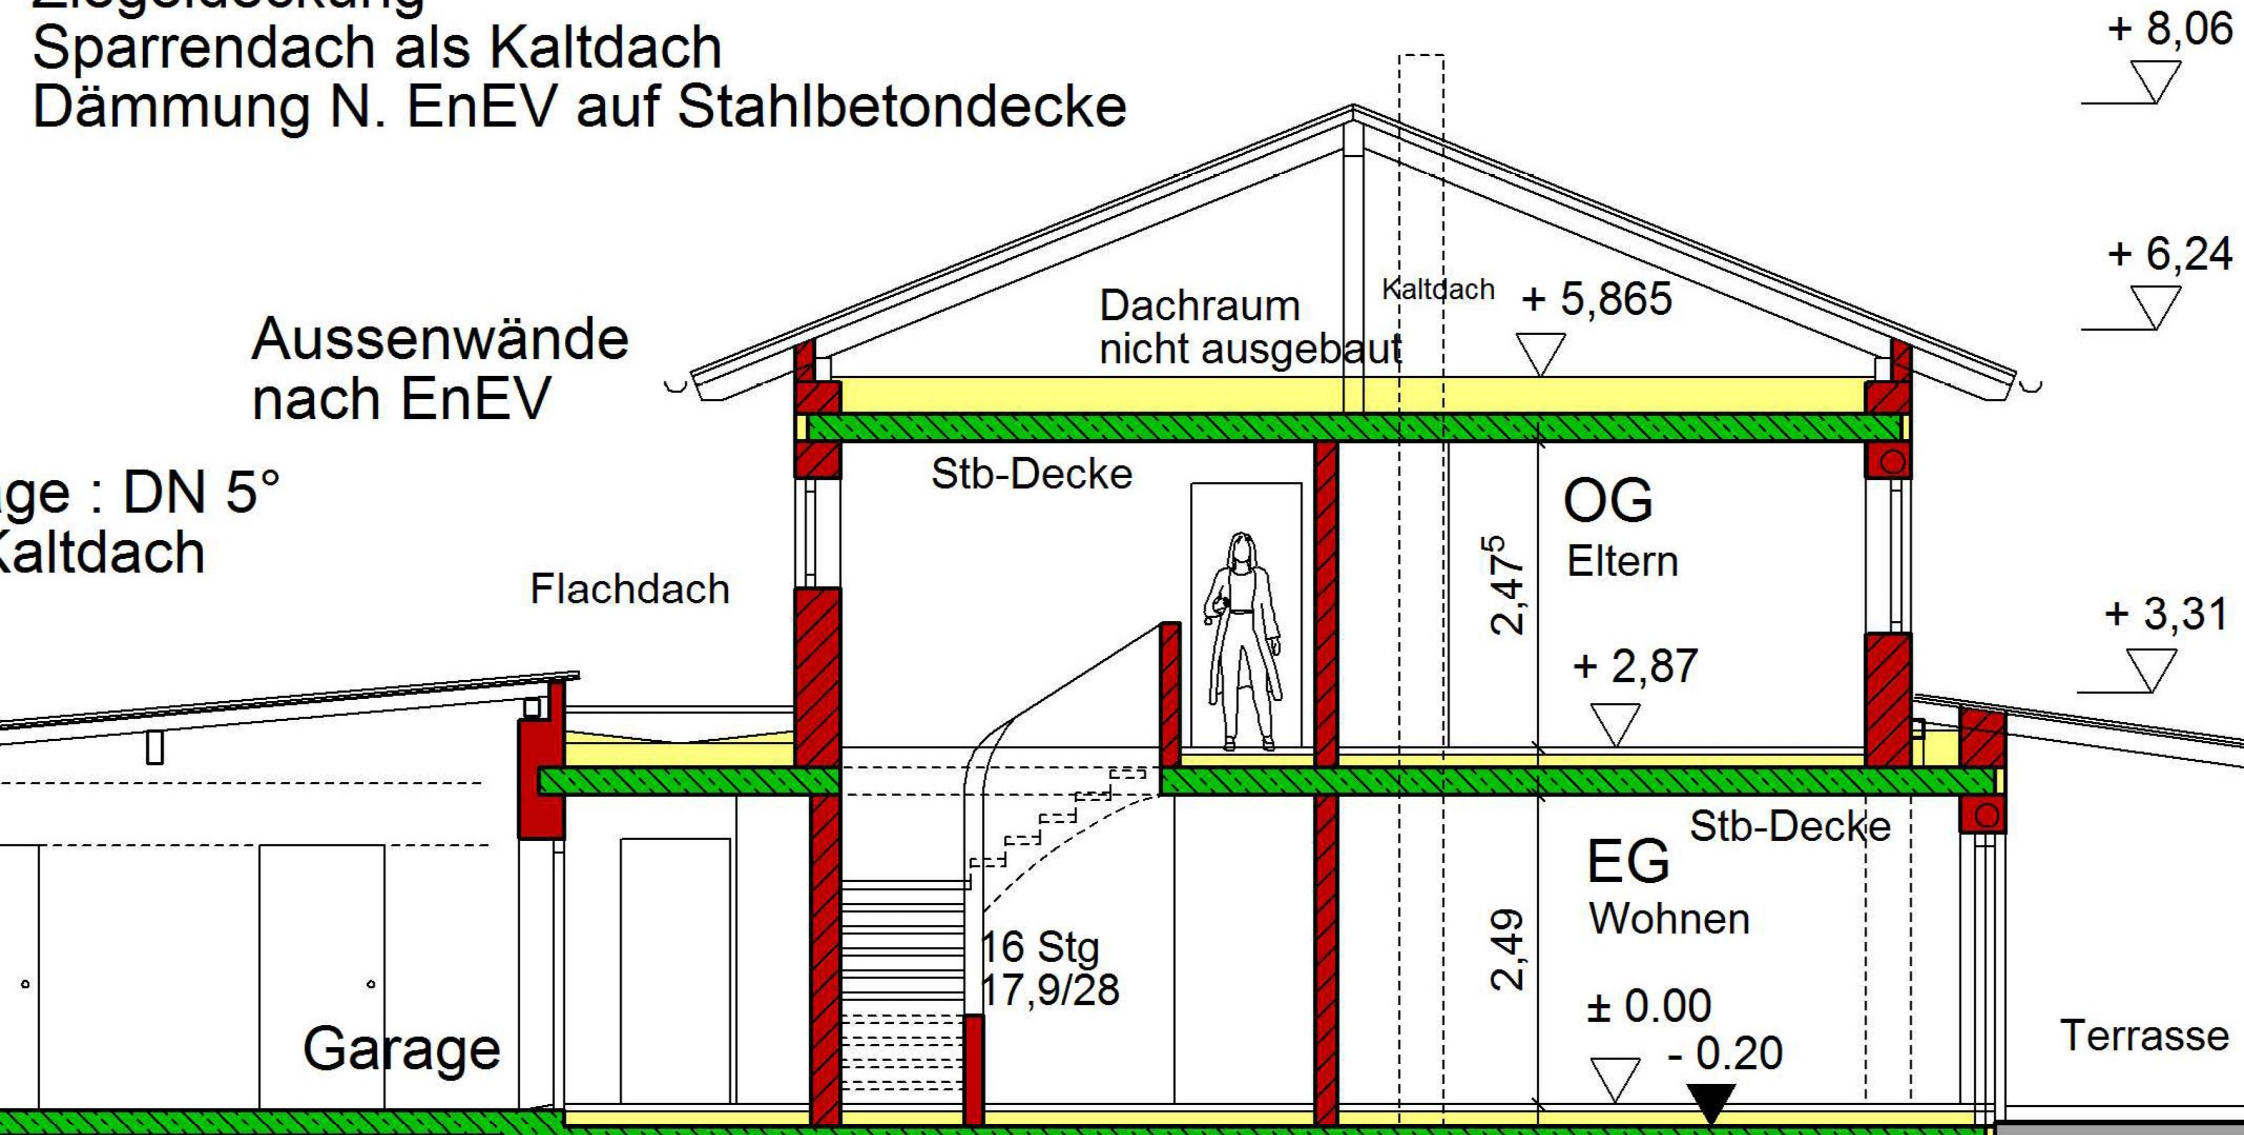 Ziegeldeckung
Sparrendach als Kaltdach
Dämmung N. EnEV auf Stahlbetondecke
+ 8,06
+ 6,24
Kaltdach
+ 5,865
Dachraum
nicht ausgebaut
Aussenwände
nach EnEV
: DN 5°
Kaltdach
Stb-Decke
OG
Eltern
2,47⁵
Flachdach
+ 3,31
+ 2,87
Stb-Decke
EG
Wohnen
2,49
16 Stg
17,9/28
± 0.00
- 0.20
Garage
Terrasse